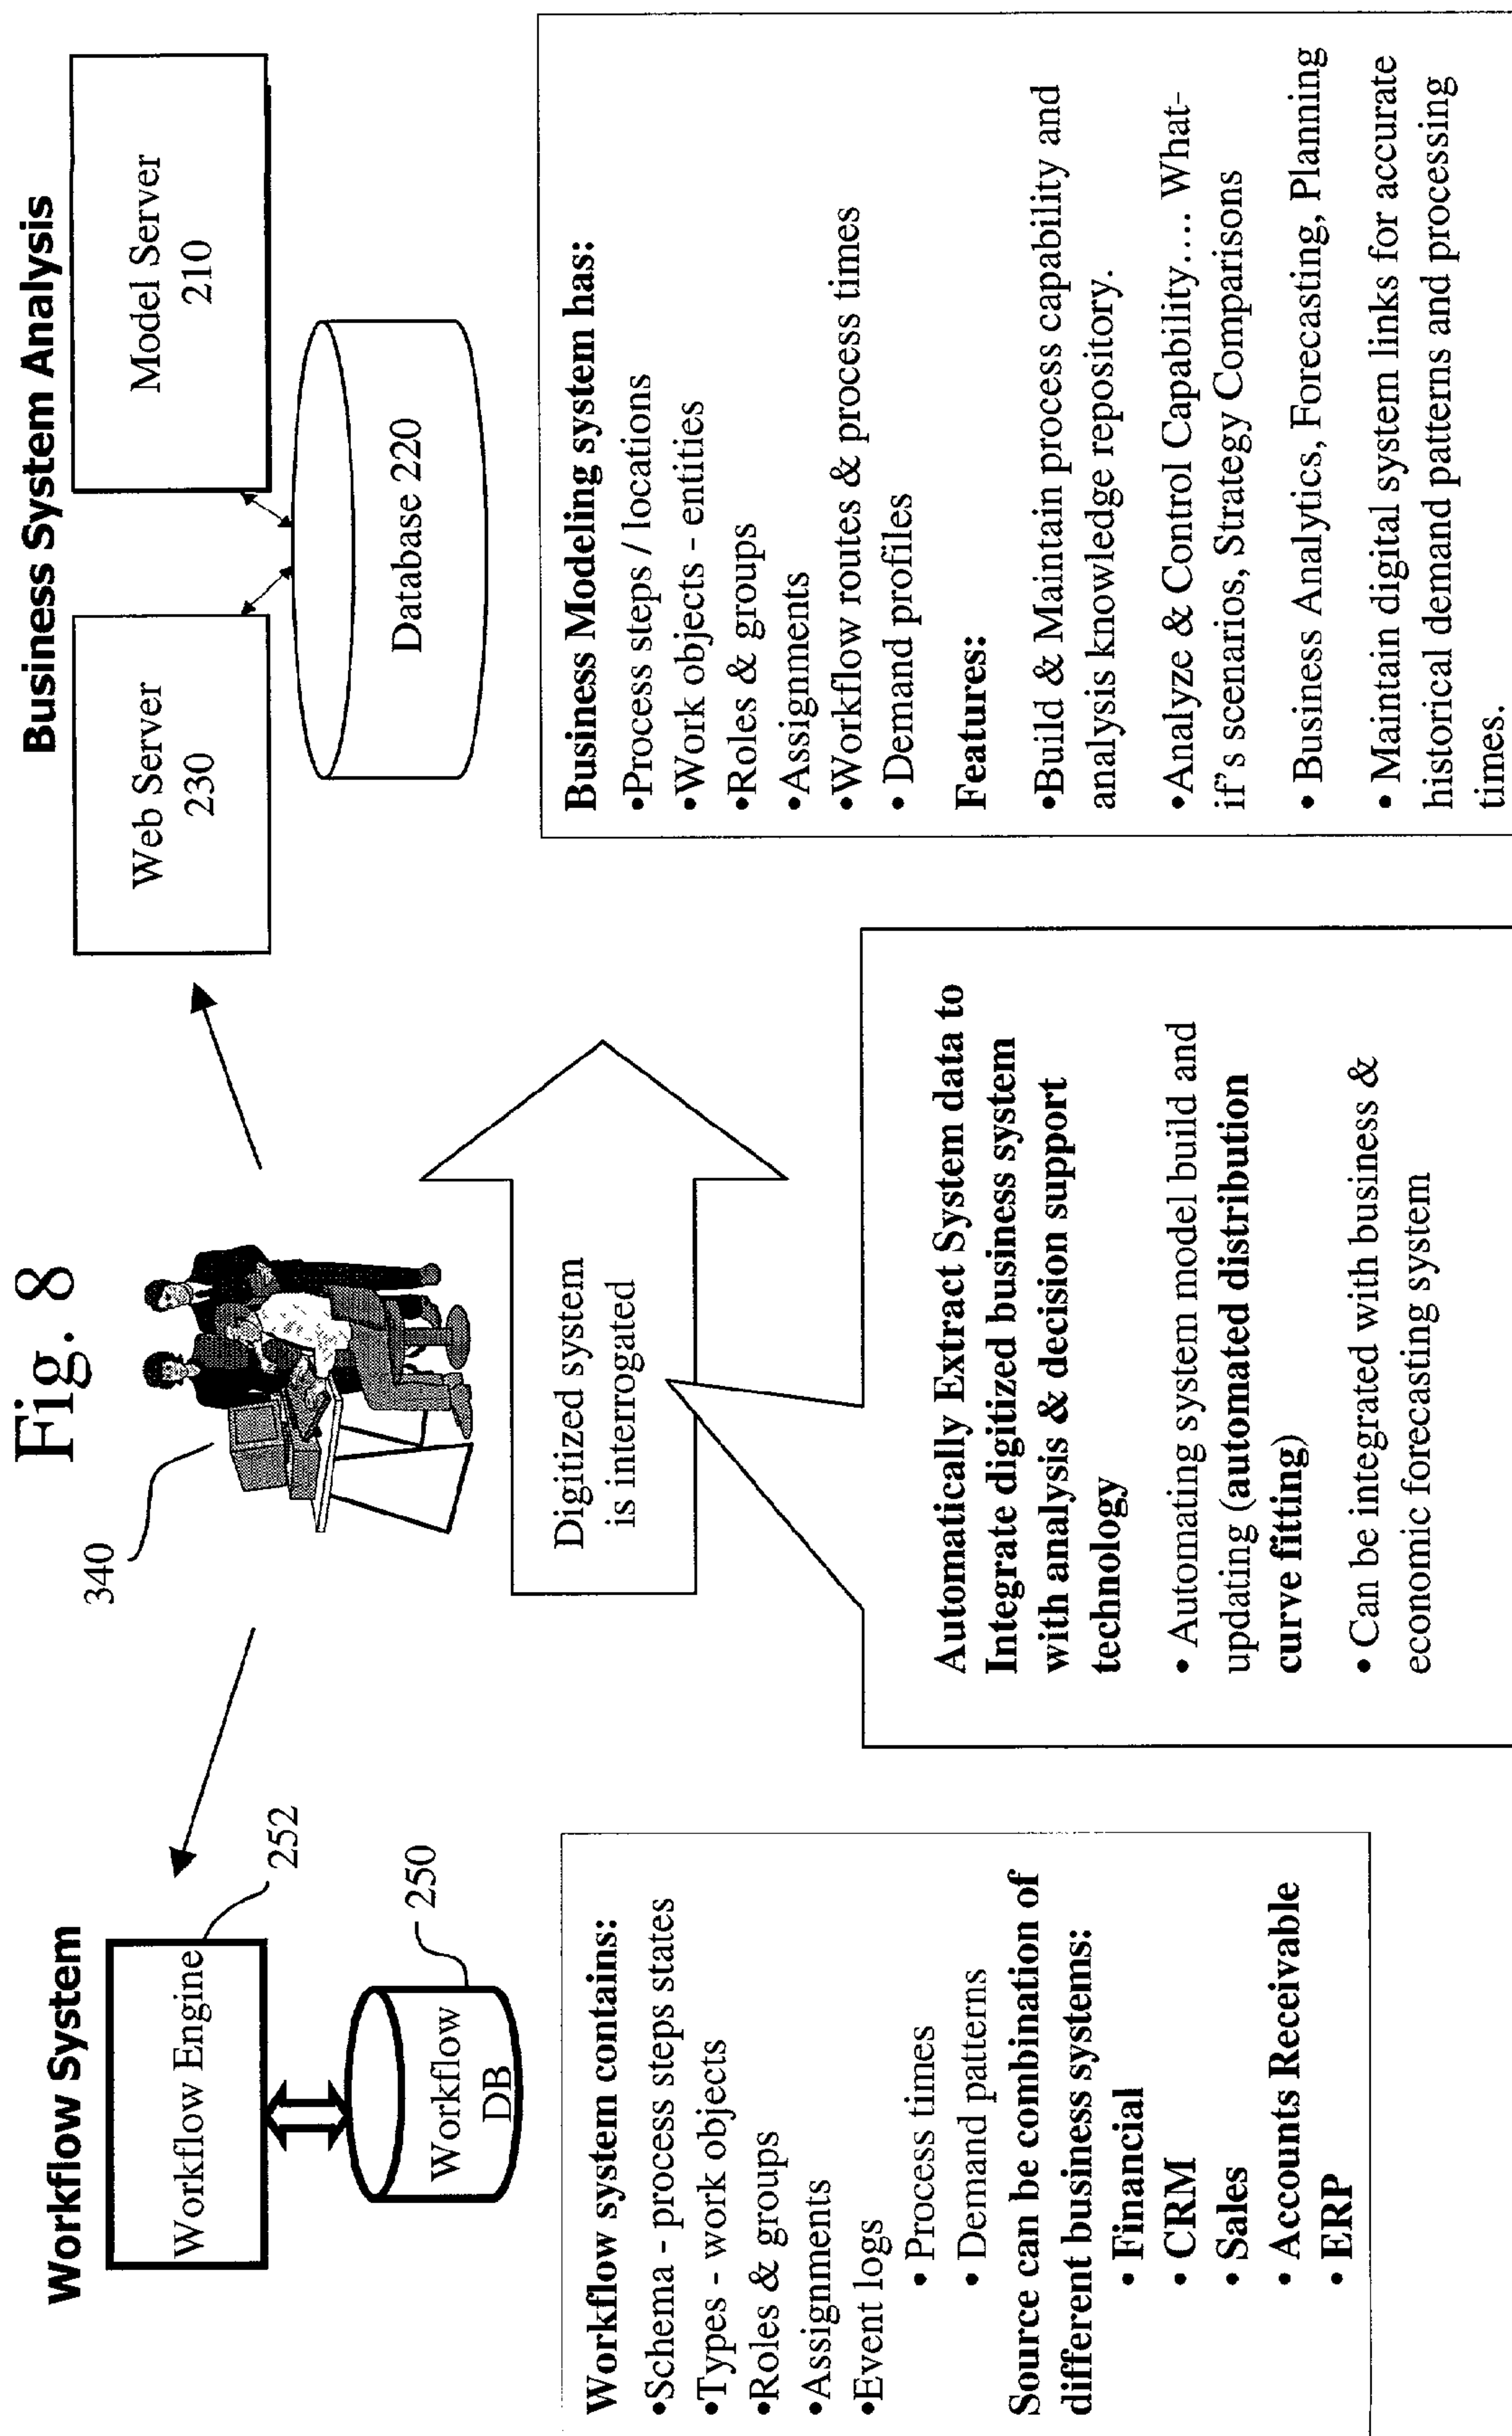 Fig. 8
Workflow System
Workflow Engine
252
Workflow
DB
250
Workflow system contains:
•Schema - process steps states
•Types - work objects
•Roles & groups
•Assignments
•Event logs
• Process times
• Demand patterns
Source can be combination of
different business systems:
• Financial
• CRM
• Sales
• Accounts Receivable
• ERP
340
Digitized system
is interrogated
Automatically Extract System data to
Integrate digitized business system
with analysis & decision support
technology
• Automating system model build and
updating (automated distribution
curve fitting)
• Can be integrated with business &
economic forecasting system
Business System Analysis
Web Server
230
Model Server
210
Database 220
Business Modeling system has:
•Process steps / locations
•Work objects - entities
•Roles & groups
•Assignments
•Workflow routes & process times
• Demand profiles
Features:
•Build & Maintain process capability and
analysis knowledge repository.
•Analyze & Control Capability.... What-
if's scenarios, Strategy Comparisons
• Business Analytics, Forecasting, Planning
• Maintain digital system links for accurate
historical demand patterns and processing
times.